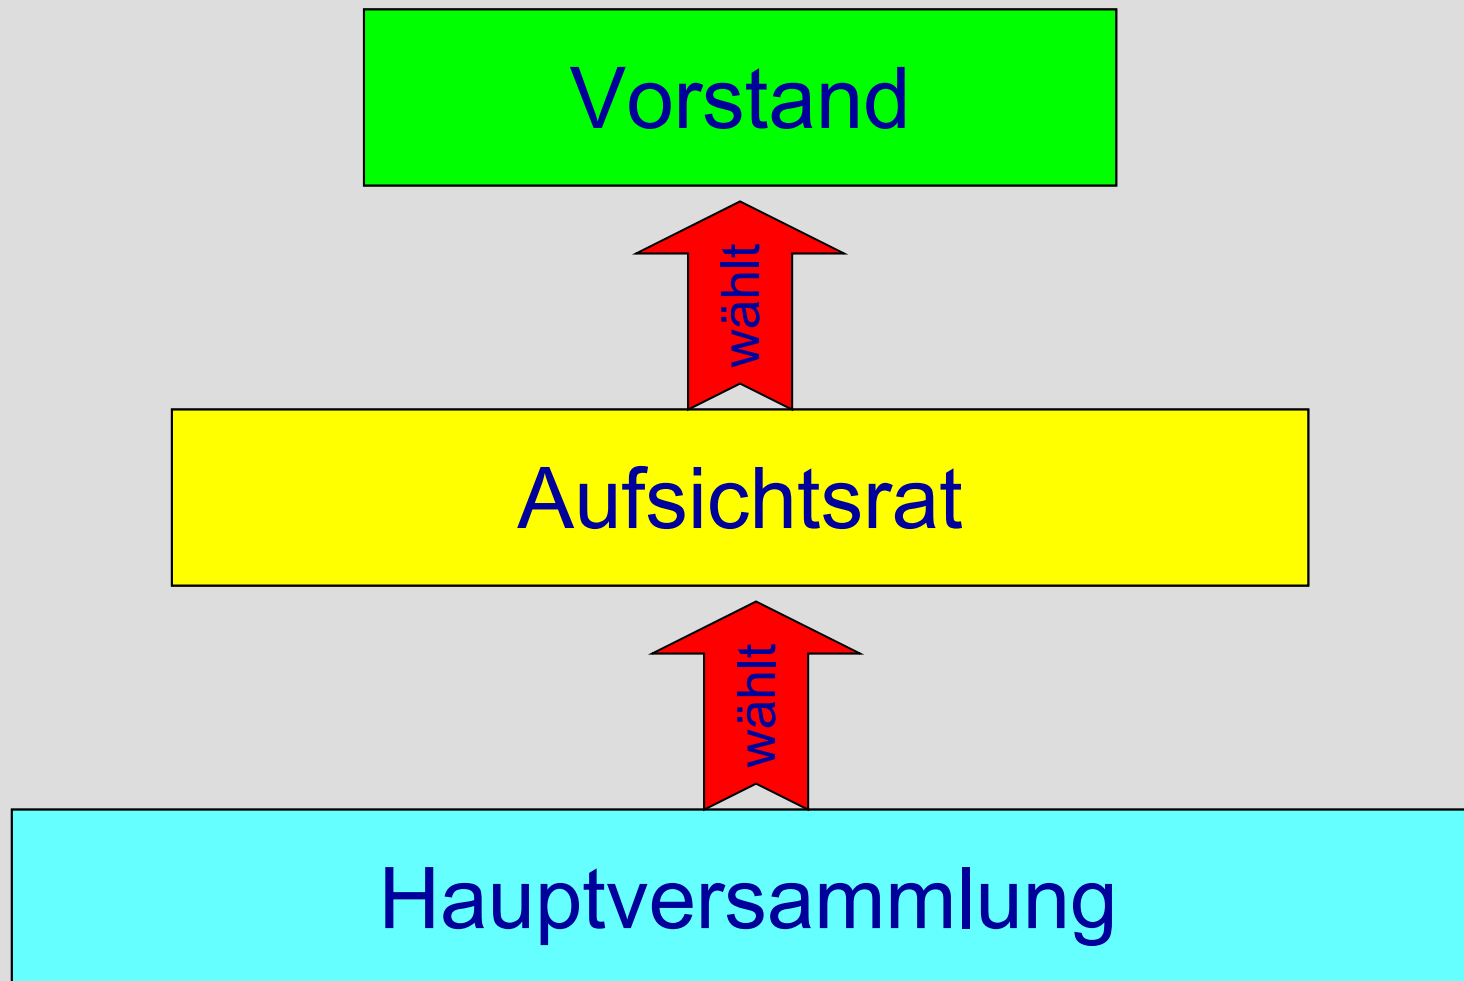 Vorstand
wählt
Aufsichtsrat
wählt
Hauptversammlung